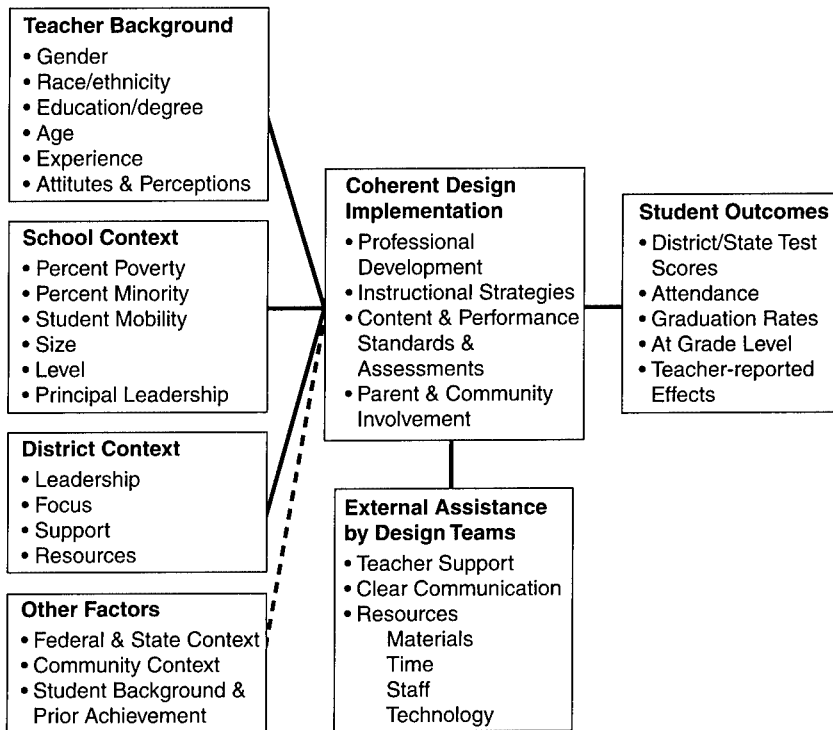 Teacher Background
• Gender
• Race/ethnicity
• Education/degree
• Age
• Experience
• Attitutes & Perceptions
School Context
• Percent Poverty
• Percent Minority
• Student Mobility
• Size
• Level
• Principal Leadership
District Context
• Leadership
• Focus
• Support
• Resources
Other Factors
• Federal & State Context
• Community Context
• Student Background &
Prior Achievement
Coherent Design
Implementation
• Professional
Development
• Instructional Strategies
• Content & Performance
Standards &
Assessments
• Parent & Community
Involvement
External Assistance
by Design Teams
• Teacher Support
• Clear Communication
• Resources
Materials
Time
Staff
Technology
Student Outcomes
• District/State Test
Scores
• Attendance
• Graduation Rates
• At Grade Level
• Teacher-reported
Effects